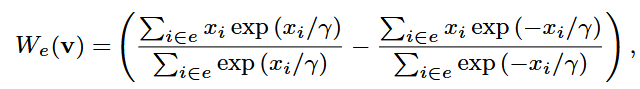 W_e(\mathbf{v}) = \left( \frac{\sum_{i \in e} x_i \exp(x_i/\gamma)}{\sum_{i \in e} \exp(x_i/\gamma)} - \frac{\sum_{i \in e} x_i \exp(-x_i/\gamma)}{\sum_{i \in e} \exp(-x_i/\gamma)} \right),